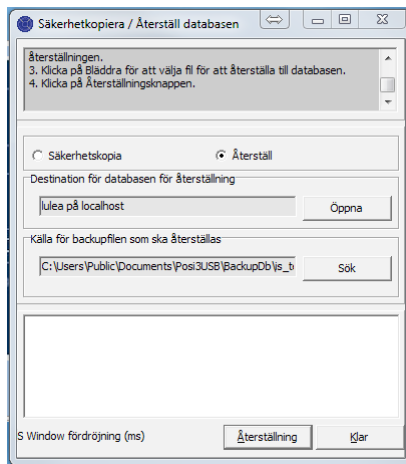 Säkerhetkopiera / Återställ databasen
återställningen.
3. Klicka på Bläddra för att välja fil för att återställa till databasen.
4. Klicka på Återställningsknappen.
Säkerhetskopia
Återställ
Destination för databasen för återställning
lulea på localhost
Öppna
Källa för backupfilen som ska återställas
C:\Users\Public\Documents\Posi3USB\BackupDb\is_t
Sök
S Window fördröjning (ms)
Återställning
Klar